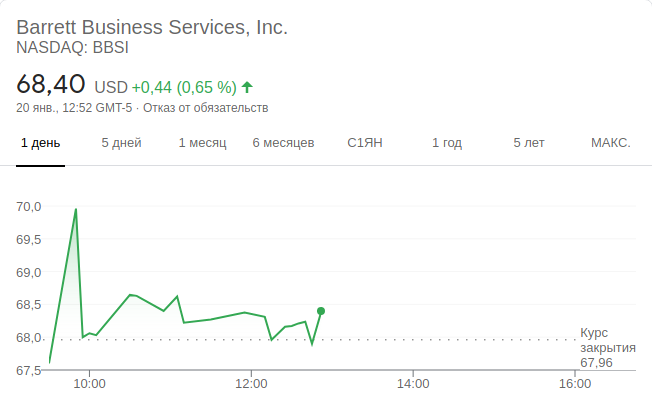 Barrett Business Services, Inc.
NASDAQ: BBSI
68,40 USD +0,44 (0,65 %)
20 янв., 12:52 GMT-5 · Отказ от обязательств
1 день 5 дней 1 месяц 6 месяцев С1ЯН 1 год 5 лет МАКС.
70,0
69,5
69,0
68,5
68,0
67,5
Курс
закрытия
67,96
10:00 12:00 14:00 16:00